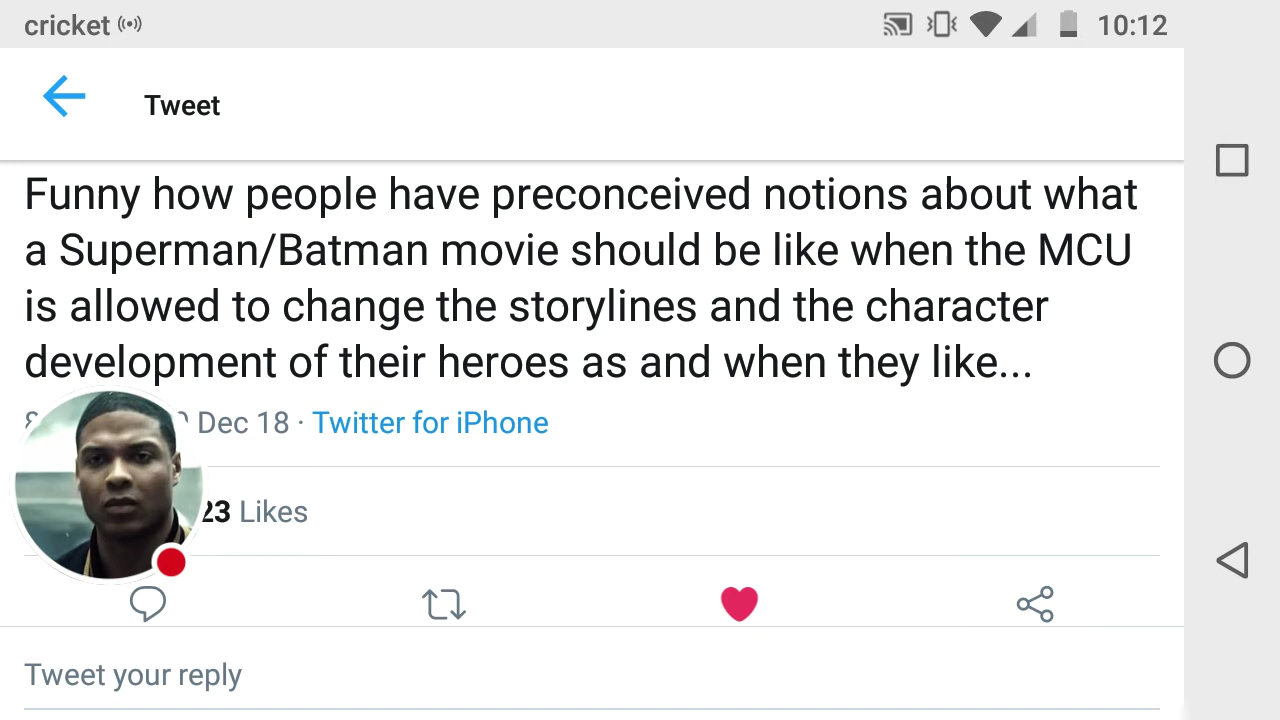 cricket 10:12
Tweet
Funny how people have preconceived notions about what
a Superman/Batman movie should be like when the MCU
is allowed to change the storylines and the character
development of their heroes as and when they like...
Dec 18 · Twitter for iPhone
23 Likes
Tweet your reply